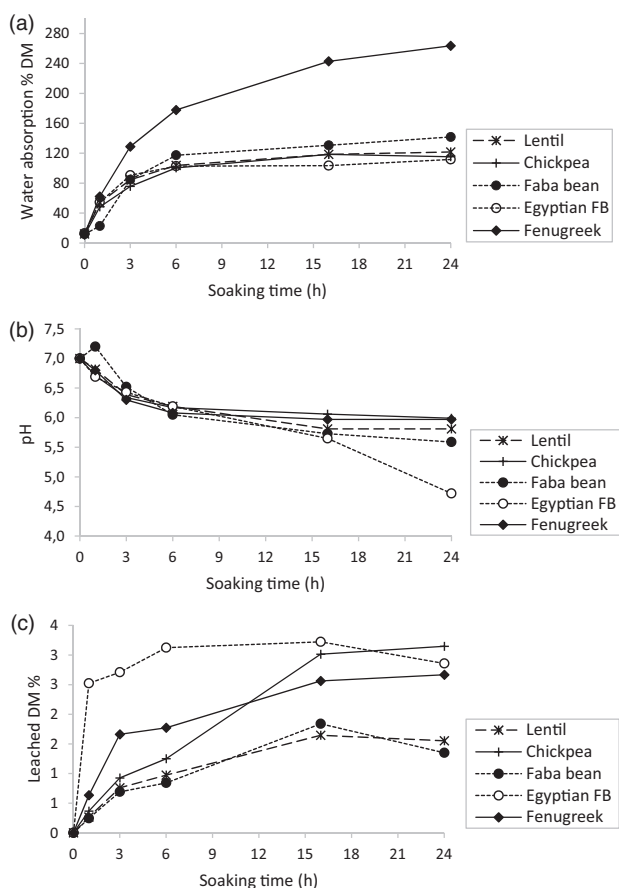 (a)
280
240
200
160
120
80
40
0
Water absorption % DM
0 3 6 9 12 15 18 21 24
Soaking time (h)
Lentil
Chickpea
Faba bean
Egyptian FB
Fenugreek
(b)
7,5
7,0
6,5
6,0
5,5
5,0
4,5
4,0
pH
0 3 6 9 12 15 18 21 24
Soaking time (h)
Lentil
Chickpea
Faba bean
Egyptian FB
Fenugreek
(c)
4
3
3
2
2
1
1
0
Leached DM %
0 3 6 9 12 15 18 21 24
Soaking time (h)
Lentil
Chickpea
Faba bean
Egyptian FB
Fenugreek